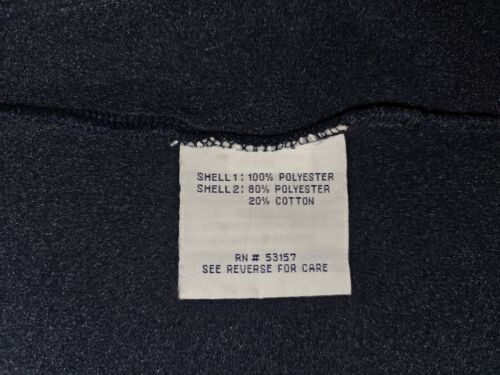 SHELL 1: 100% POLYESTER
SHELL 2: 80% POLYESTER
20% COTTON
RN # 53157
SEE REVERSE FOR CARE